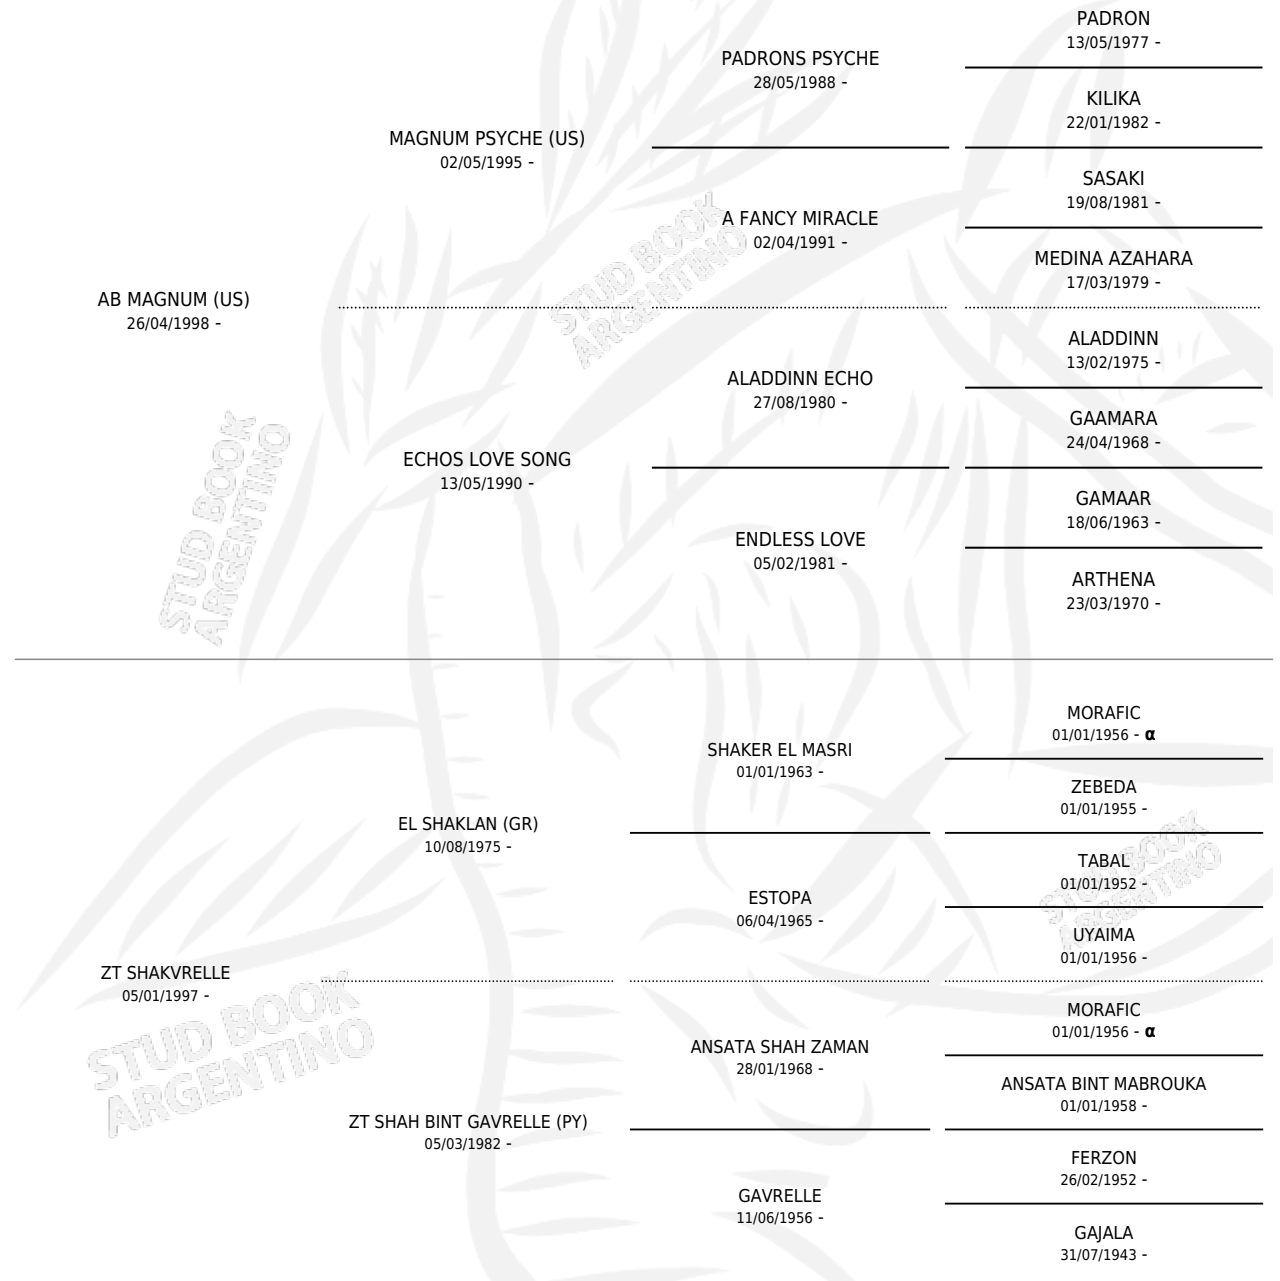 PADRON
13/05/1977 -
PADRONS PSYCHE
28/05/1988 -
KILIKA
22/01/1982 -
MAGNUM PSYCHE (US)
02/05/1995 -
SASAKI
19/08/1981 -
A FANCY MIRACLE
02/04/1991 -
MEDINA AZAHARA
17/03/1979 -
AB MAGNUM (US)
26/04/1998 -
ALADDINN
13/02/1975 -
ALADDINN ECHO
27/08/1980 -
GAAMARA
24/04/1968 -
ECHOS LOVE SONG
13/05/1990 -
GAMAAR
18/06/1963 -
ENDLESS LOVE
05/02/1981 -
ARTHENA
23/03/1970 -
STUD BOOK
ARGENTINO
STUD BOOK
ARGENTINO
MORAFIC
01/01/1956 - α
SHAKER EL MASRI
01/01/1963 -
ZEBEDA
01/01/1955 -
EL SHAKLAN (GR)
10/08/1975 -
TABAL
01/01/1952 -
ESTOPA
06/04/1965 -
UYAIMA
01/01/1956 -
ZT SHAKVRELLE
05/01/1997 -
MORAFIC
01/01/1956 - α
ANSATA SHAH ZAMAN
28/01/1968 -
ANSATA BINT MABROUKA
01/01/1958 -
ZT SHAH BINT GAVRELLE (PY)
05/03/1982 -
FERZON
26/02/1952 -
GAVRELLE
11/06/1956 -
GAJALA
31/07/1943 -
STUD BOOK
ARGENTINO
STUD BOOK
ARGENTINO